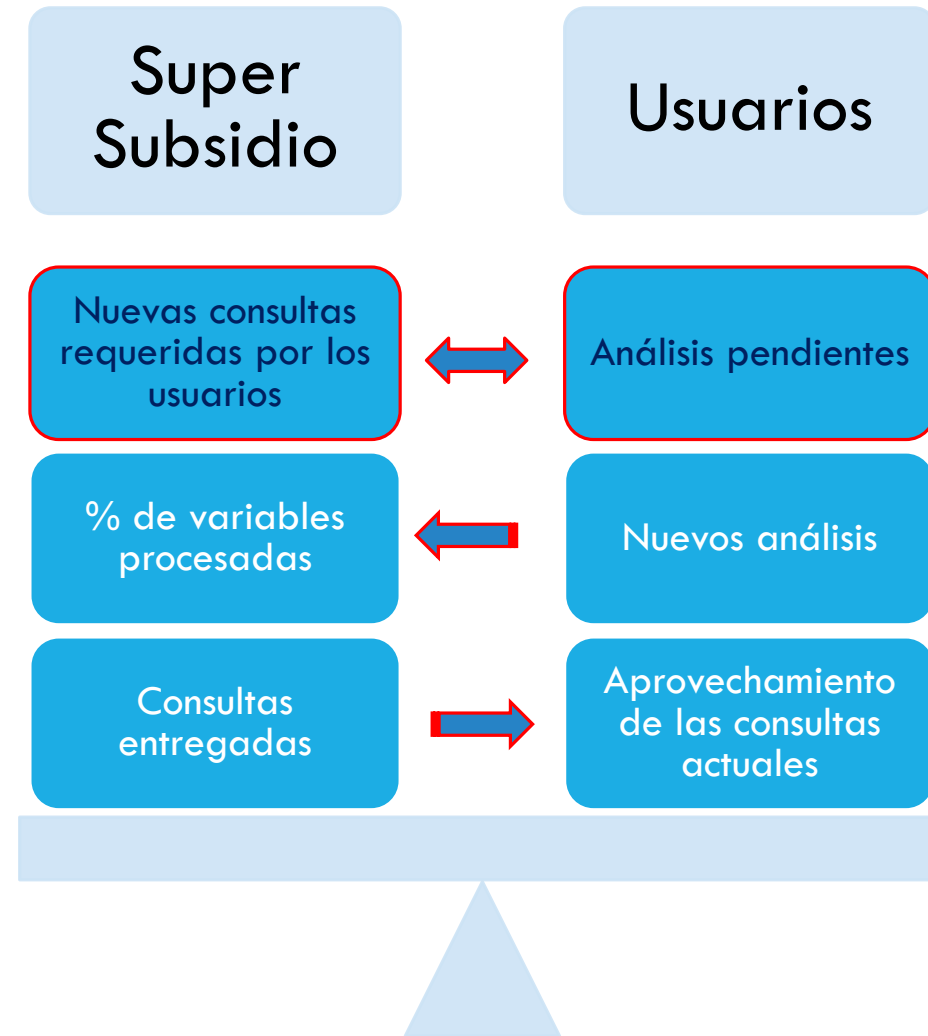 Super
Subsidio
Usuarios
Nuevas consultas
requeridas por los
usuarios
Análisis pendientes
% de variables
procesadas
Nuevos análisis
Consultas
entregadas
Aprovechamiento
de las consultas
actuales